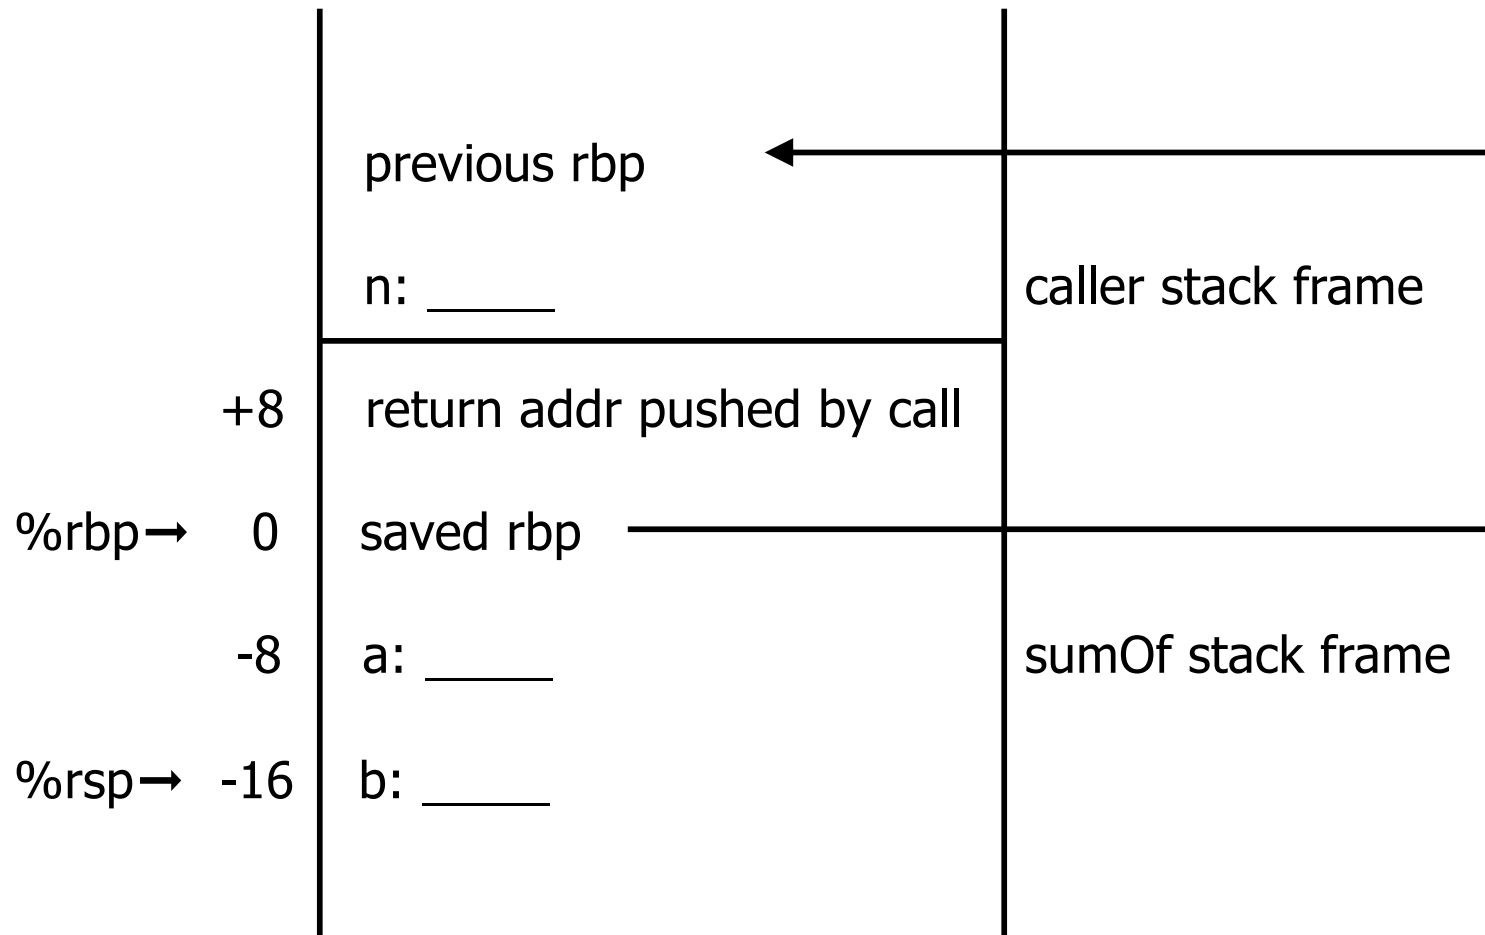 previous rbp
n: _____ caller stack frame
+8 return addr pushed by call
%rbp→ 0 saved rbp
-8 a: _____ sumOf stack frame
%rsp→ -16 b: _____